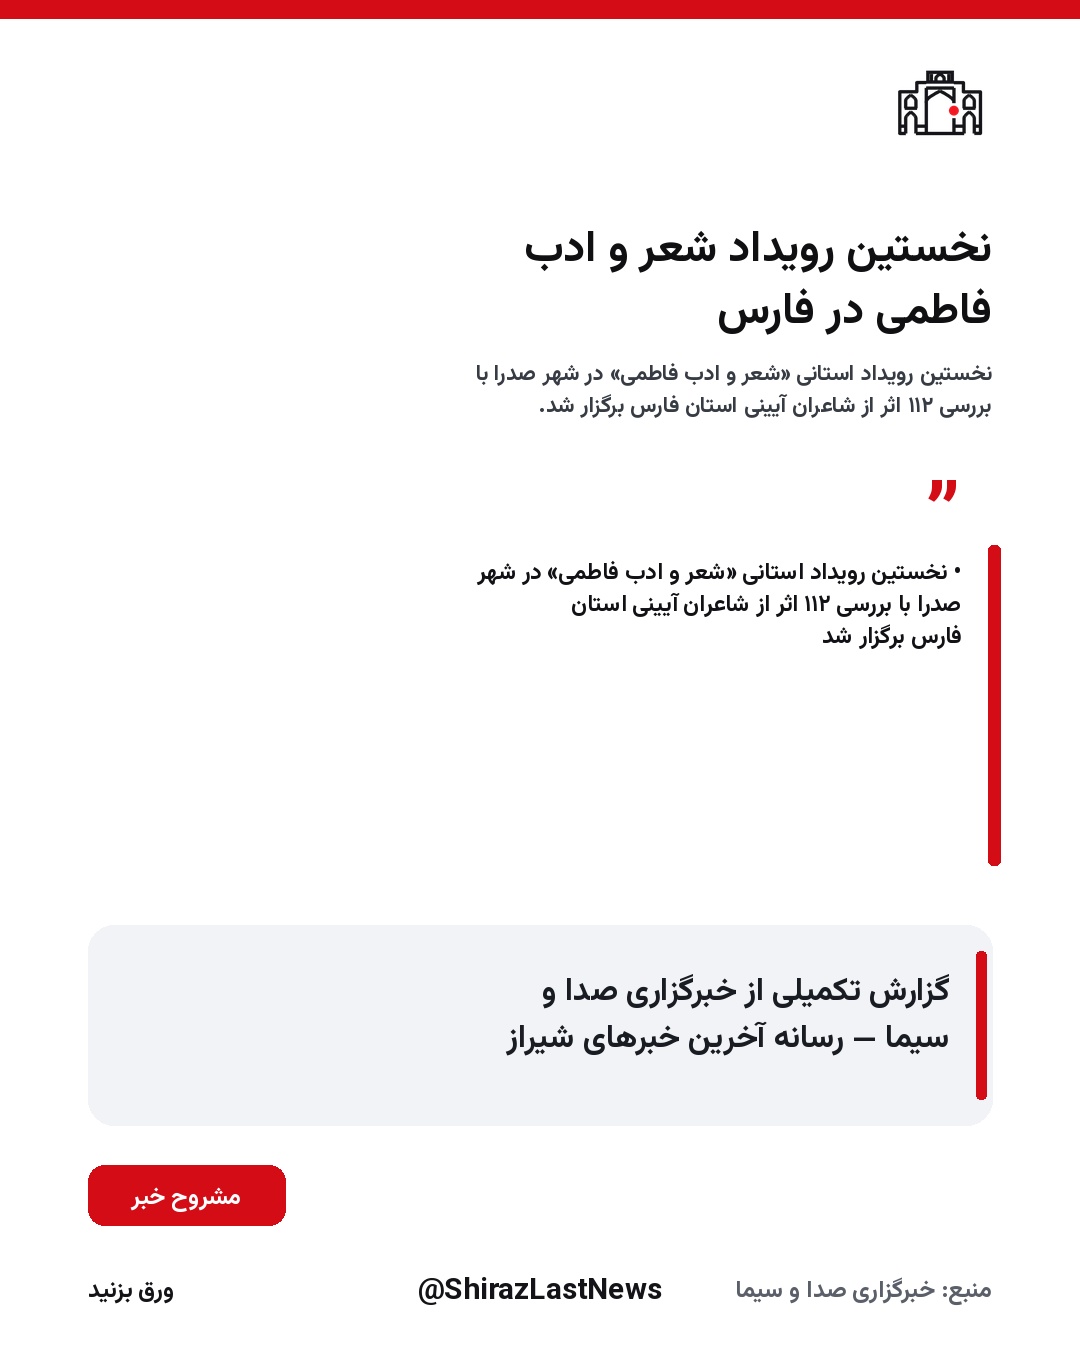 نخستین رویداد شعر و ادب
فاطمی در فارس
نخستین رویداد استانی «شعر و ادب فاطمی» در شهر صدرا با
بررسی ۱۱۲ اثر از شاعران آیینی استان فارس برگزار شد.
”
• نخستین رویداد استانی «شعر و ادب فاطمی» در شهر
صدرا با بررسی ۱۱۲ اثر از شاعران آیینی استان
فارس برگزار شد
گزارش تکمیلی از خبرگزاری صدا و
سیما – رسانه آخرین خبرهای شیراز
مشروح خبر
منبع: خبرگزاری صدا و سیما
@ShirazLastNews
ورق بزنید